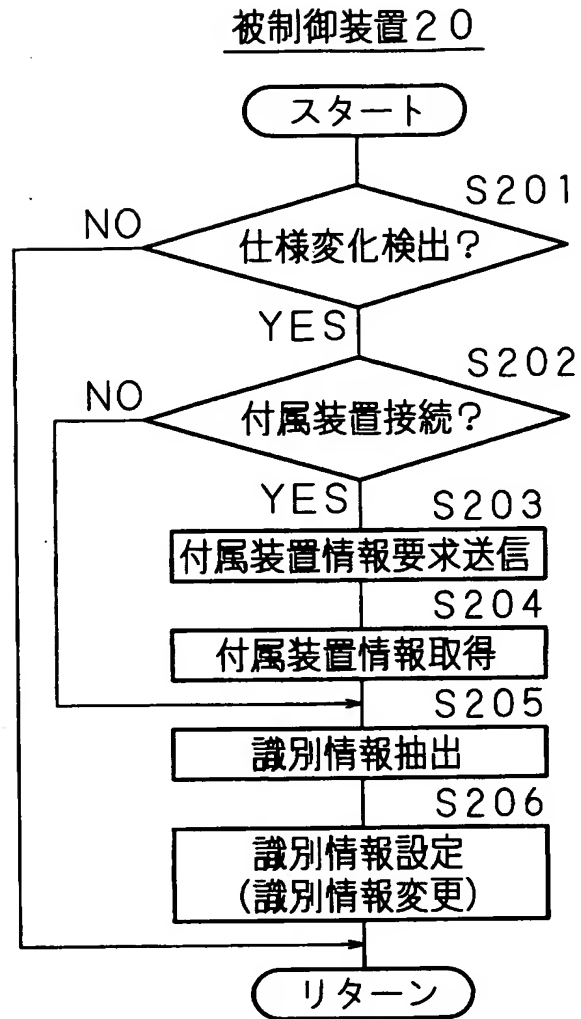 被制御装置20
スタート
S201
NO
仕様変化検出?
YES
S202
NO
付属装置接続?
YES
S203
付属装置情報要求送信
S204
付属装置情報取得
S205
識別情報抽出
S206
識別情報設定
(識別情報変更)
リターン